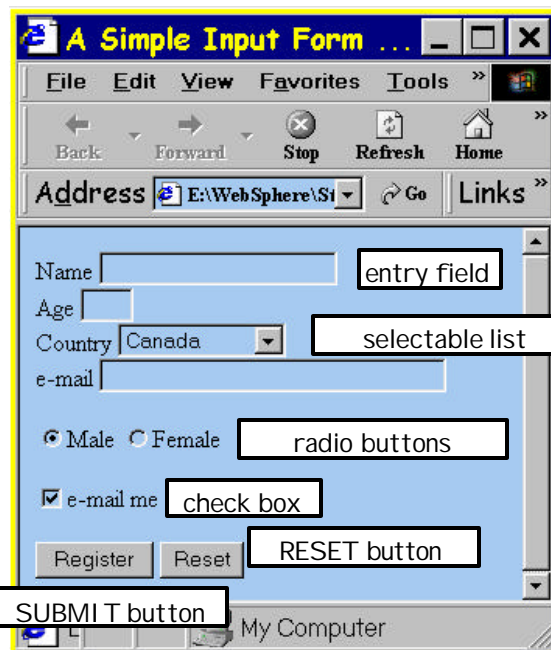 A Simple Input Form ...
File Edit View Favorites Tools »
Back Forward Stop Refresh Home »
Address E:\WebSphere\St Go Links »
Name entry field
Age
Country Canada selectable list
e-mail
Male Female radio buttons
e-mail me check box
Register Reset RESET button
SUBMIT button
My Computer